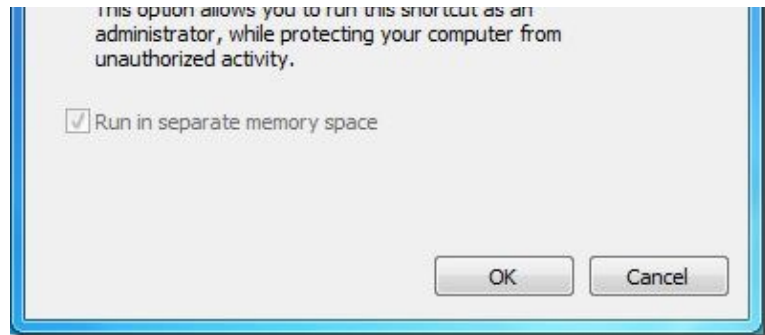 This option allows you to run this shortcut as an
administrator, while protecting your computer from
unauthorized activity.
Run in separate memory space
OK Cancel